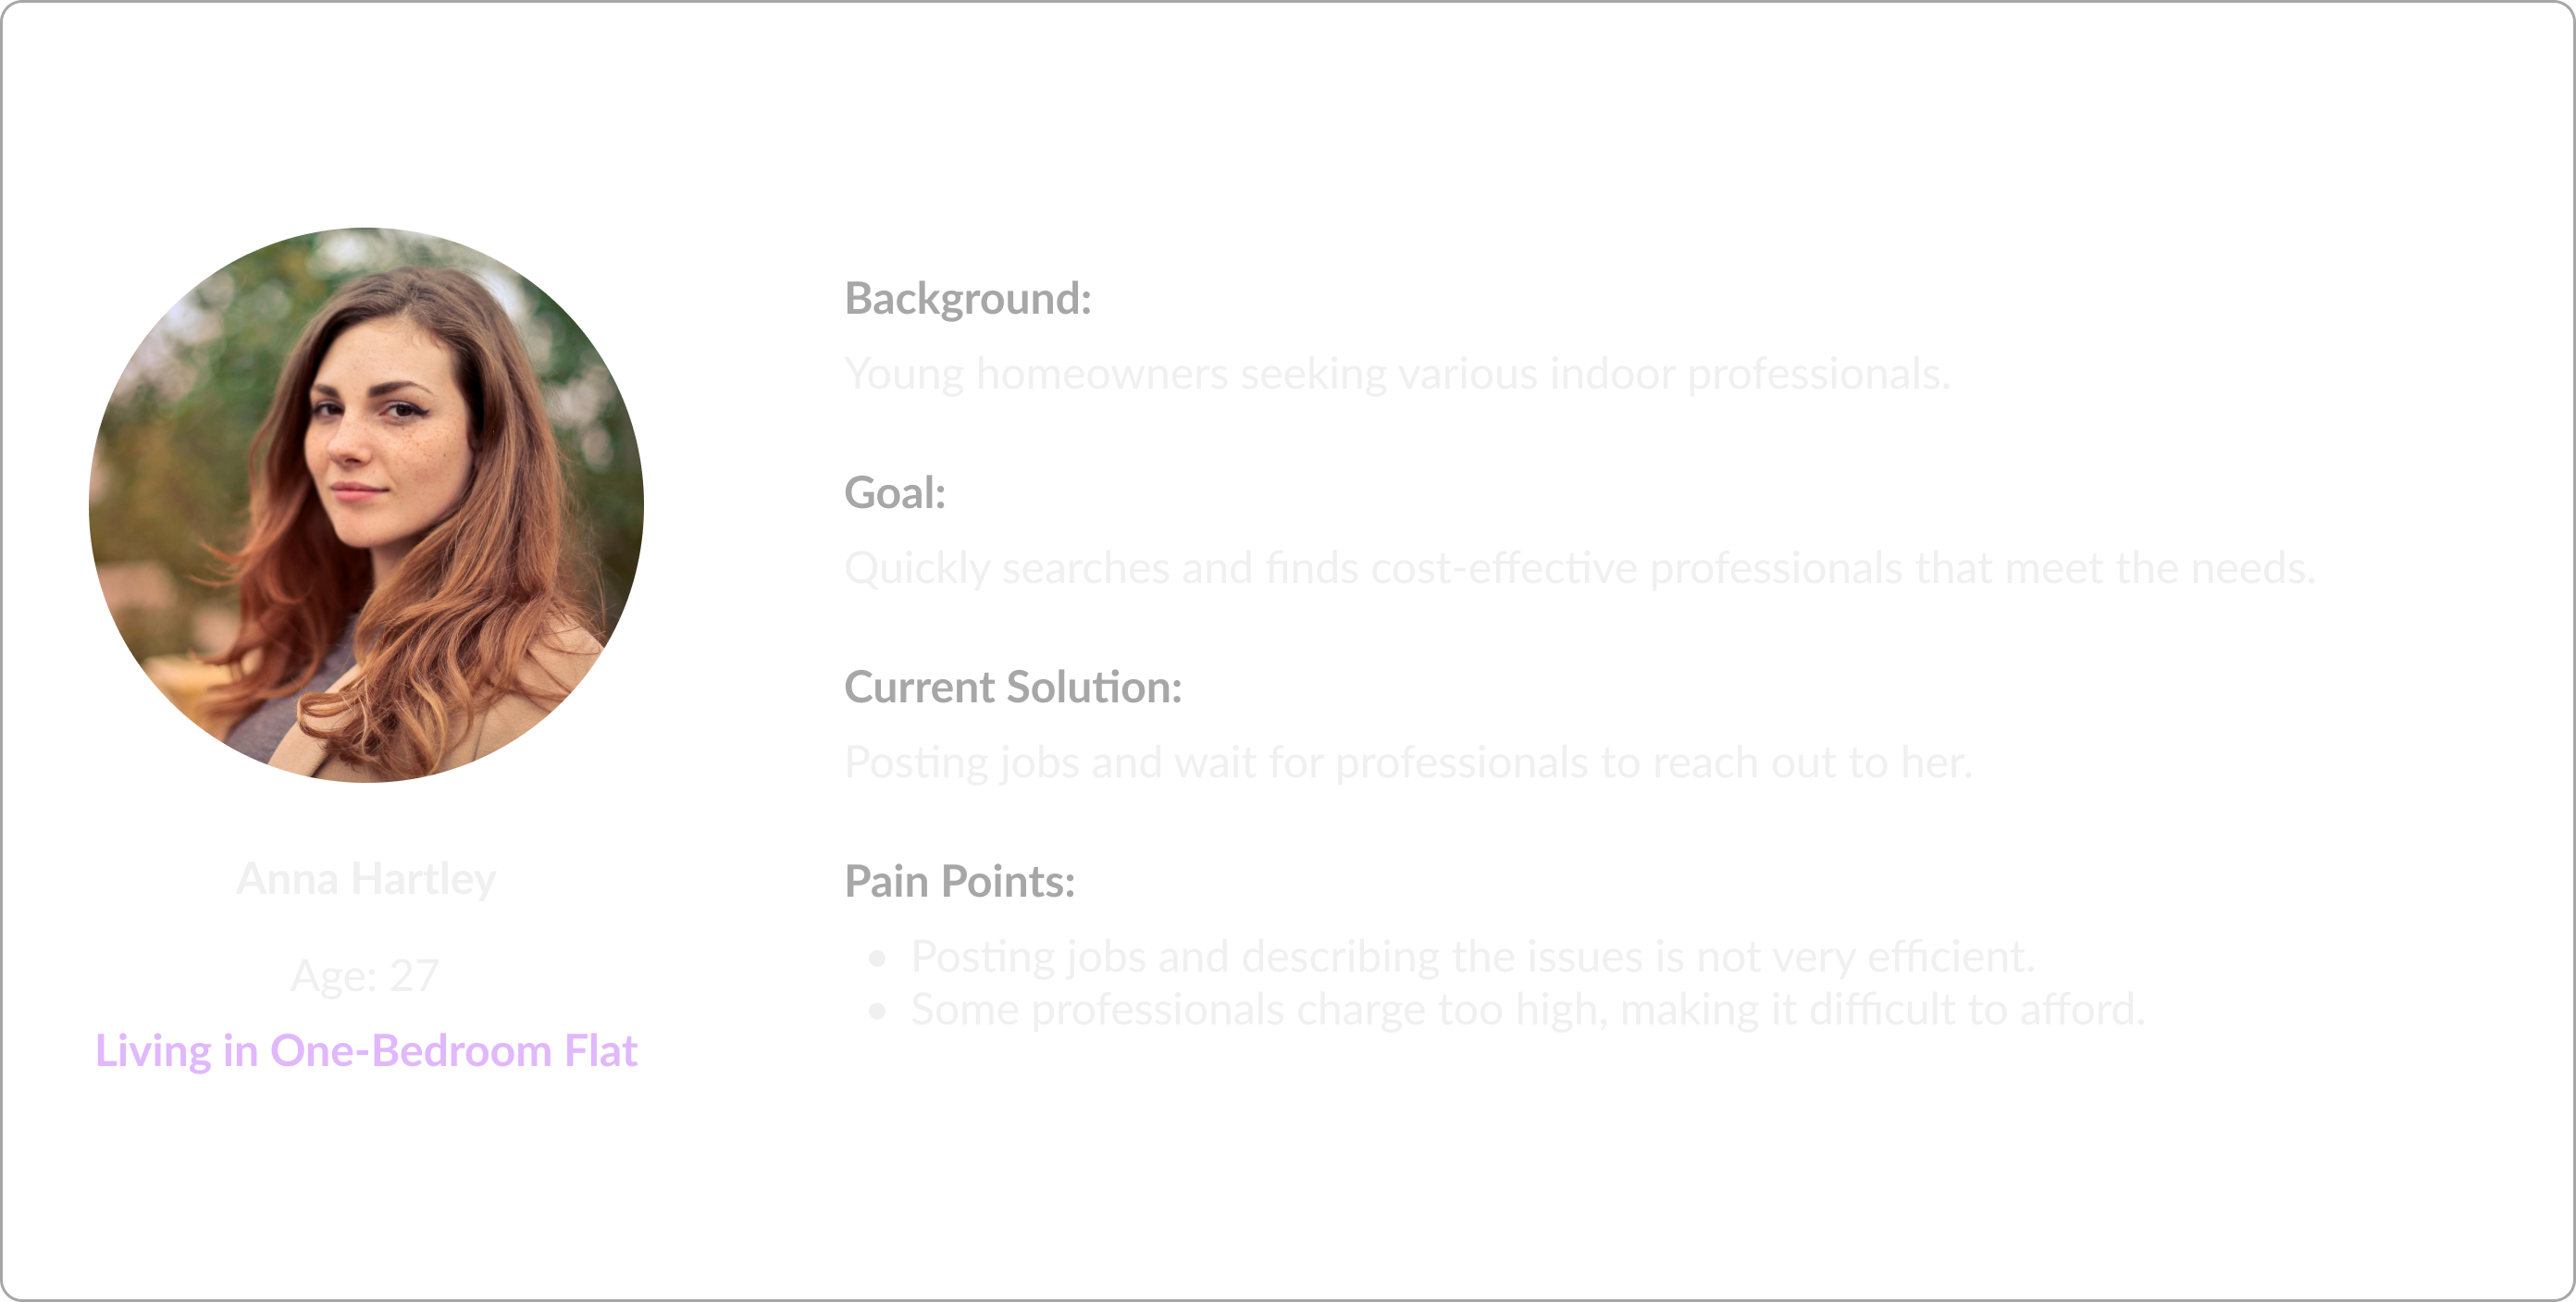 Anna Hartley
Age: 27
Living in One-Bedroom Flat
Background:
Young homeowners seeking various indoor professionals.
Goal:
Quickly searches and finds cost-effective professionals that meet the needs.
Current Solution:
Posting jobs and wait for professionals to reach out to her.
Pain Points:
• Posting jobs and describing the issues is not very efficient.
• Some professionals charge too high, making it difficult to afford.